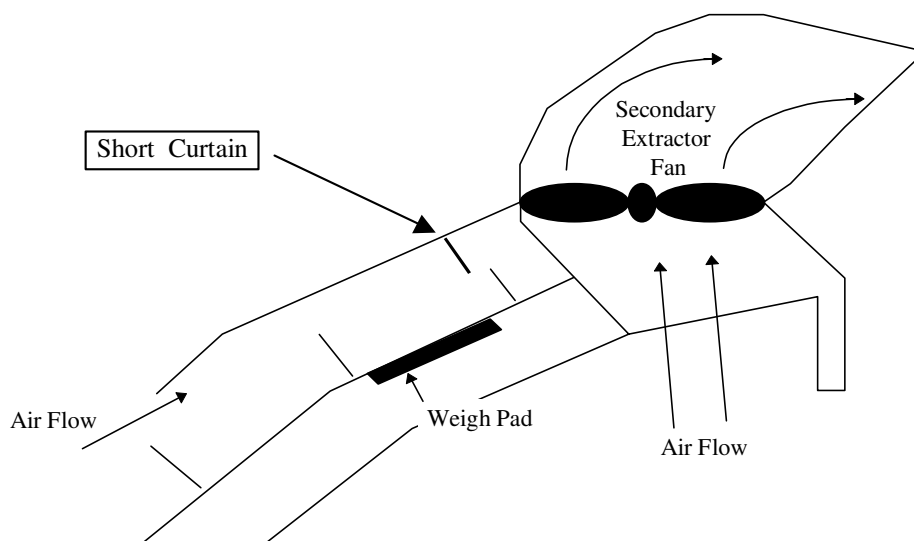 Secondary
Extractor
Fan
Short Curtain
Air Flow
Weigh Pad
Air Flow